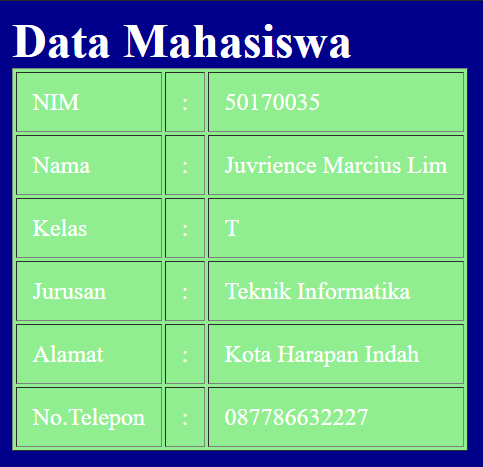 Data Mahasiswa
NIM : 50170035
Nama : Juvrience Marcius Lim
Kelas : T
Jurusan : Teknik Informatika
Alamat : Kota Harapan Indah
No.Telepon : 087786632227